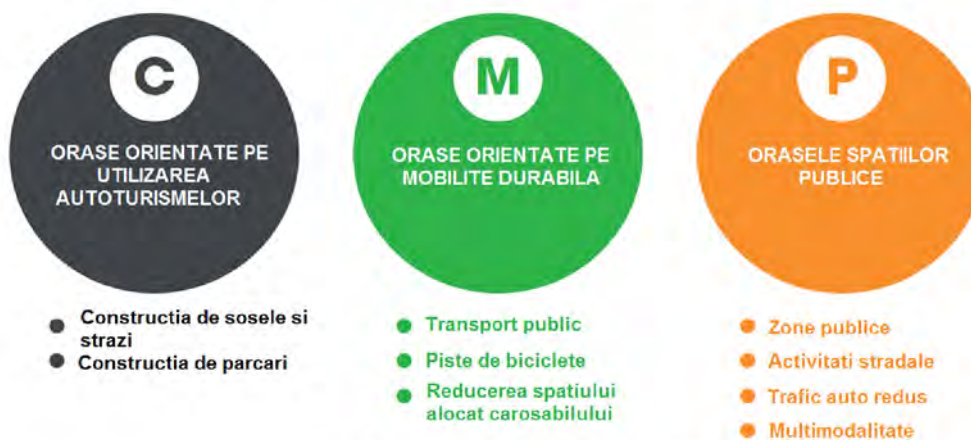 C
ORASE ORIENTATE PE
UTILIZAREA
AUTOTURISMELOR
Constructia de sosele si
strazi
Constructia de parcari
M
ORASE ORIENTATE PE
MOBILITE DURABILA
Transport public
Piste de biciclete
Reducerea spatiului
alocat carosabilului
P
ORASELE SPATIILOR
PUBLICE
Zone publice
Activitati stradale
Trafic auto redus
Multimodalitate